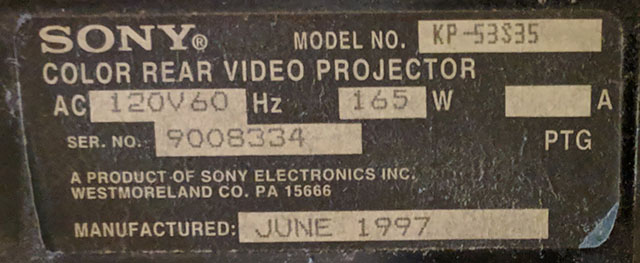 SONY® MODEL NO. KP-53S35
COLOR REAR VIDEO PROJECTOR
AC 120V60 Hz 165 W A
SER. NO. 9008334 PTG
A PRODUCT OF SONY ELECTRONICS INC.
WESTMORELAND CO. PA 15666
MANUFACTURED: JUNE 1997